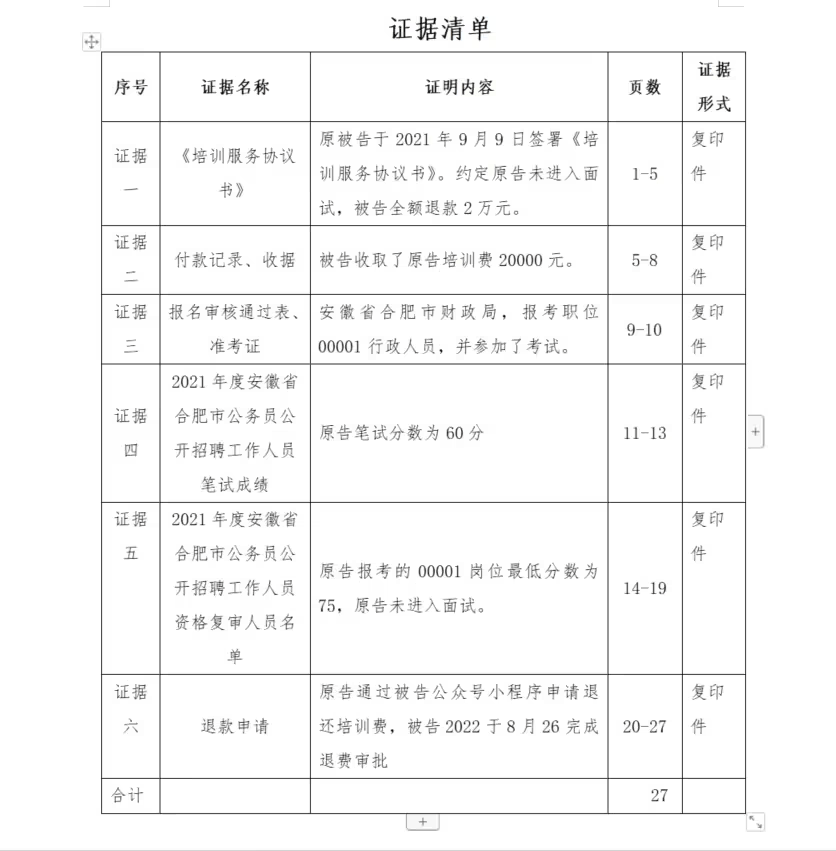 证据清单
序号 证据名称 证明内容 页数 证据形式
证据一 《培训服务协议书》 原被告于 2021 年 9 月 9 日签署《培训服务协议书》。约定原告未进入面试，被告全额退款 2 万元。 1-5 复印件
证据二 付款记录、收据 被告收取了原告培训费 20000 元。 5-8 复印件
证据三 报名审核通过表、准考证 安徽省合肥市财政局，报考职位 00001 行政人员，并参加了考试。 9-10 复印件
证据四 2021 年度安徽省合肥市公务员公开招聘工作人员笔试成绩 原告笔试分数为 60 分 11-13 复印件
证据五 2021 年度安徽省合肥市公务员公开招聘工作人员资格复审人员名单 原告报考的 00001 岗位最低分数为 75，原告未进入面试。 14-19 复印件
证据六 退款申请 原告通过被告公众号小程序申请退还培训费，被告 2022 于 8 月 26 完成退费审批 20-27 复印件
合计 27